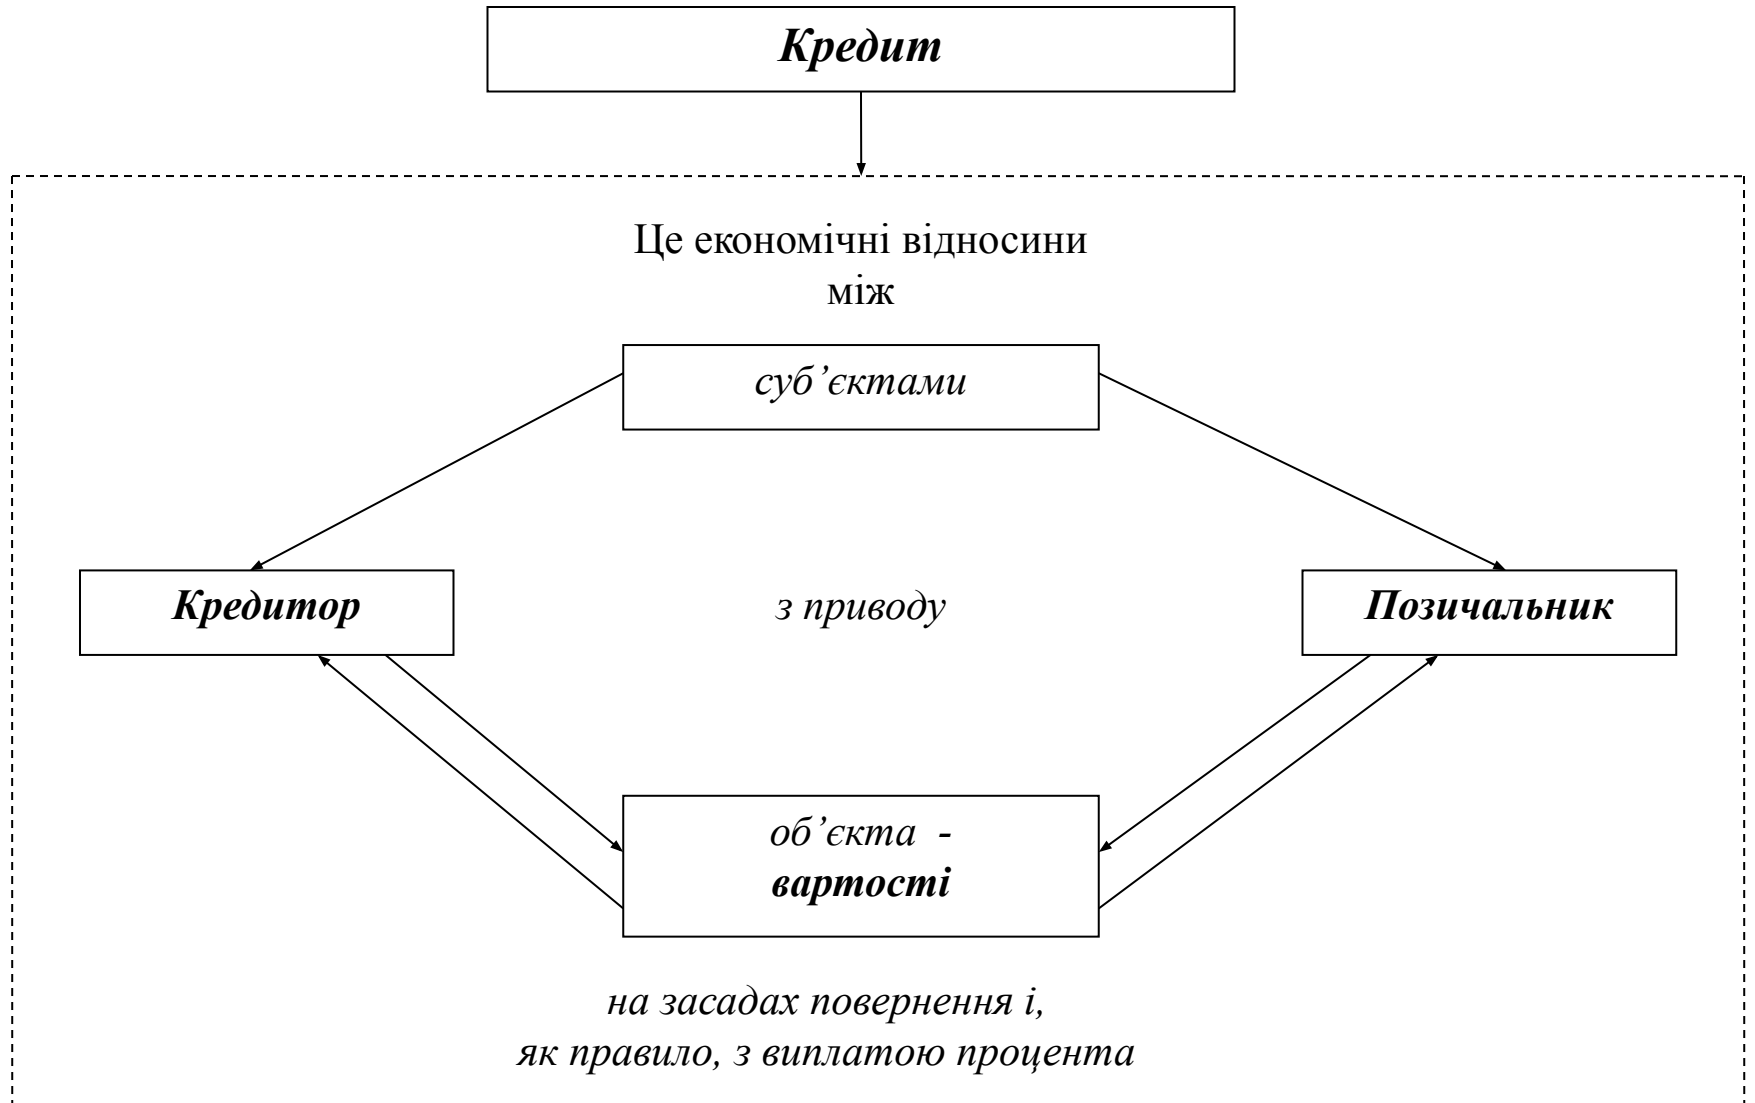 Кредит
Це економічні відносини
між
суб’єктами
Кредитор
з приводу
Позичальник
об’єкта -
вартості
на засадах повернення і,
як правило, з виплатою процента